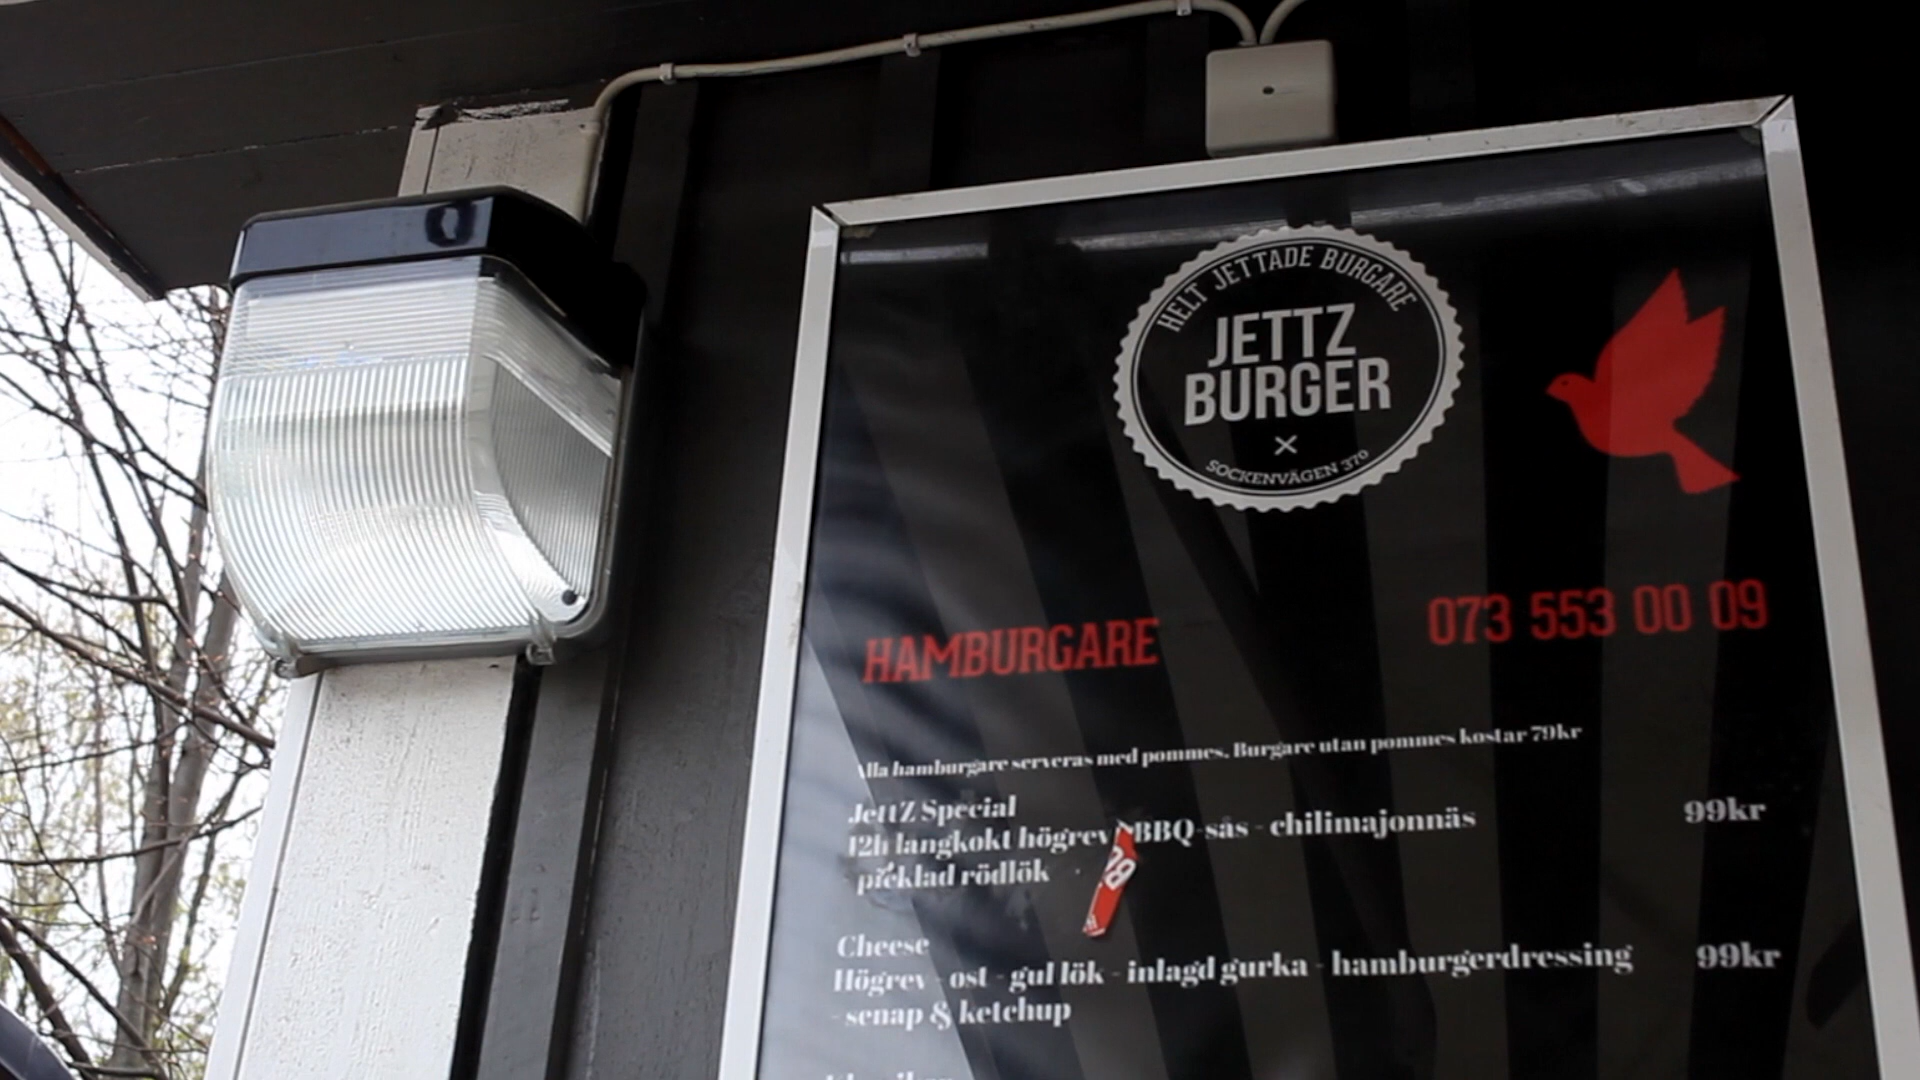 HELT JETTADE BURGARE
JETTZ
BURGER
X
SOCKENVÄGEN 370
HAMBURGARE
073 553 00 09
Alla hamburgare serveras med pommes. Burgare utan pommes kostar 79kr
JettZ Special
12h langkokt högrev BBQ-sås - chilimajonnäs 99kr
picklad rödlök
Cheese
Högrev - ost - gul lök - inlagd gurka - hamburgerdressing 99kr
- senap & ketchup